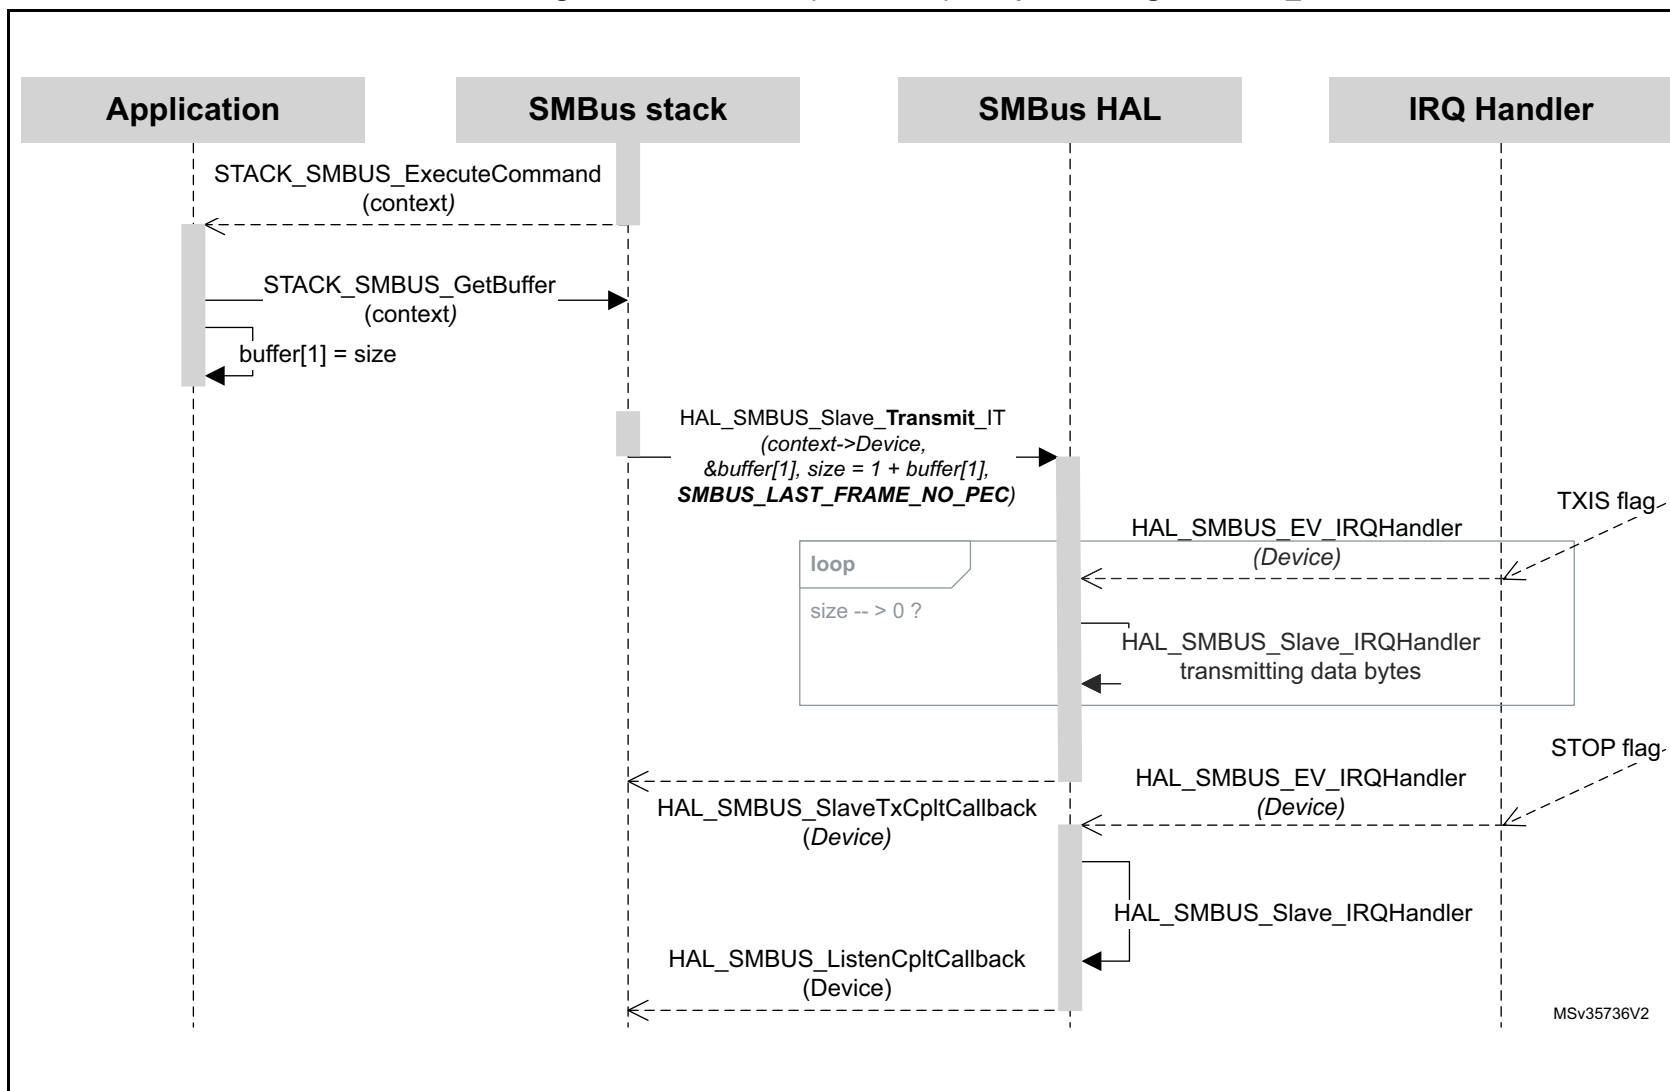 Application
SMBus stack
SMBus HAL
IRQ Handler
STACK_SMBUS_ExecuteCommand
(context)
STACK_SMBUS_GetBuffer
(context)
buffer[1] = size
HAL_SMBUS_Slave_Transmit_IT
(context->Device,
&buffer[1], size = 1 + buffer[1],
SMBUS_LAST_FRAME_NO_PEC)
TXIS flag
HAL_SMBUS_EV_IRQHandler
(Device)
loop
size -- > 0 ?
HAL_SMBUS_Slave_IRQHandler
transmitting data bytes
STOP flag
HAL_SMBUS_EV_IRQHandler
(Device)
HAL_SMBUS_SlaveTxCpltCallback
(Device)
HAL_SMBUS_Slave_IRQHandler
HAL_SMBUS_ListenCpltCallback
(Device)
MSv35736V2